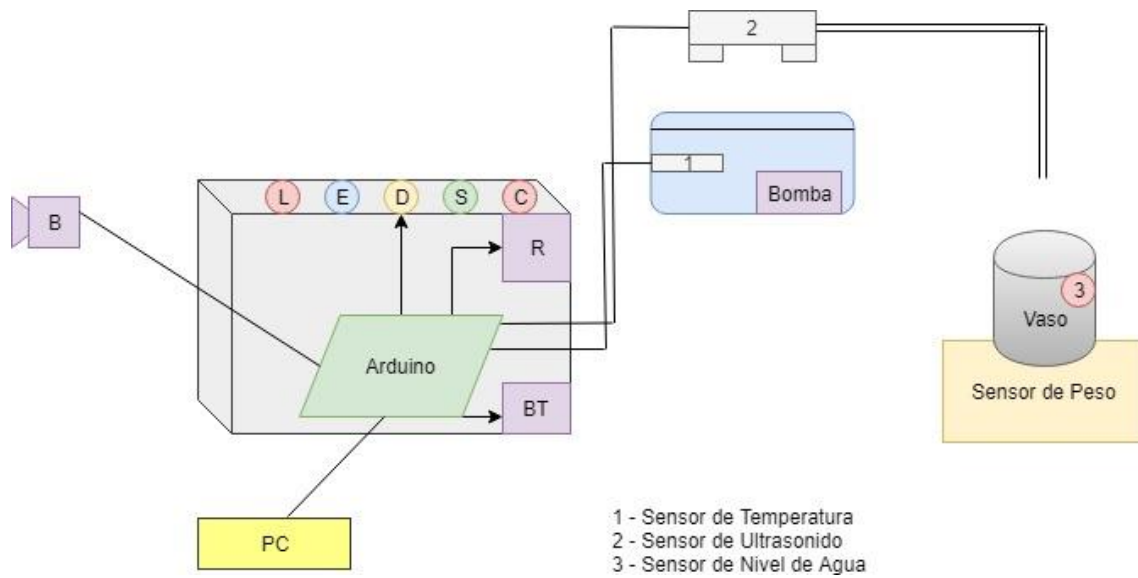 2
1
Bomba
L E D S C
B
R
3
Vaso
Arduino
Sensor de Peso
BT
PC
1 - Sensor de Temperatura
2 - Sensor de Ultrasonido
3 - Sensor de Nivel de Agua